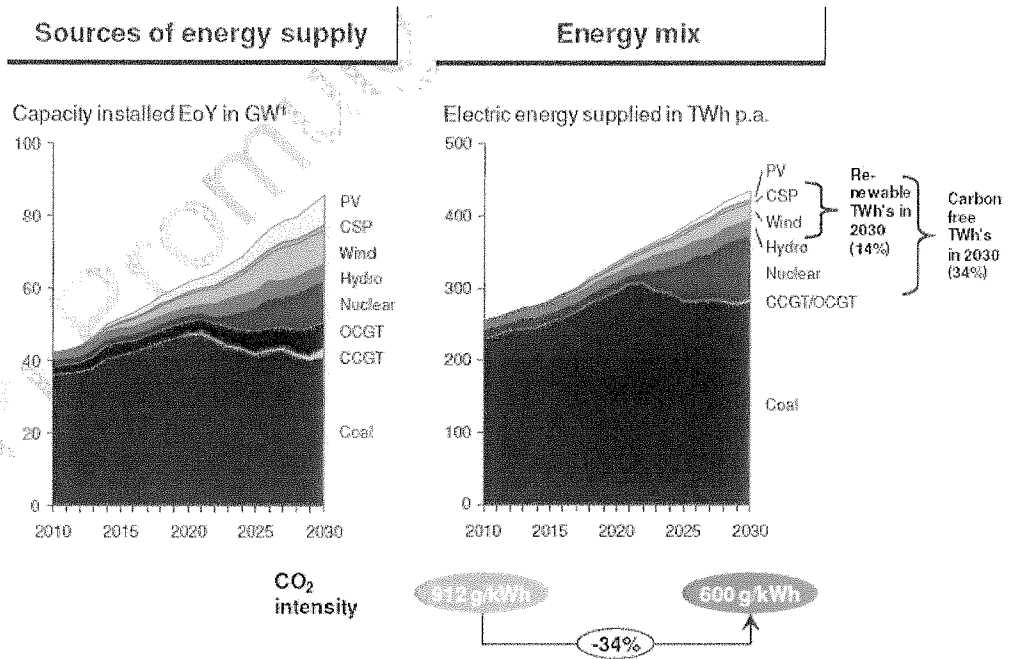 Sources of energy supply
Energy mix
Capacity installed EoY in GW¹
100
80
60
40
20
0
2010 2015 2020 2025 2030
PV
CSP
Wind
Hydro
Nuclear
OCGT
CCGT
Coal
Electric energy supplied in TWh p.a.
500
400
300
200
100
0
2010 2015 2020 2025 2030
PV
CSP
Wind
Hydro
Nuclear
CCGT/OCGT
Coal
Re-
newable
TWh's in
2030
(14%)
Carbon
free
TWh's
in 2030
(34%)
CO₂
intensity
912 g/kWh
600 g/kWh
-34%